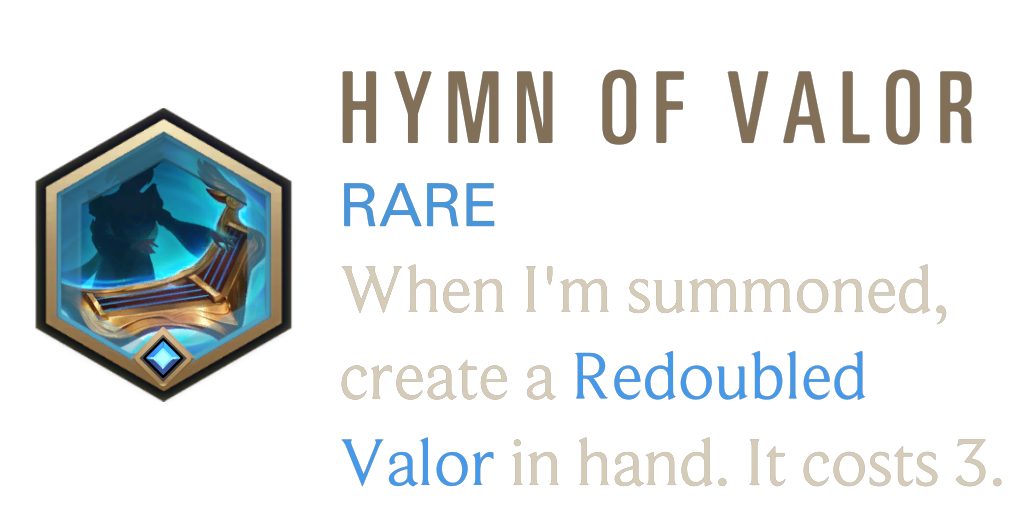 HYMN OF VALOR
RARE
When I'm summoned,
create a Redoubled
Valor in hand. It costs 3.